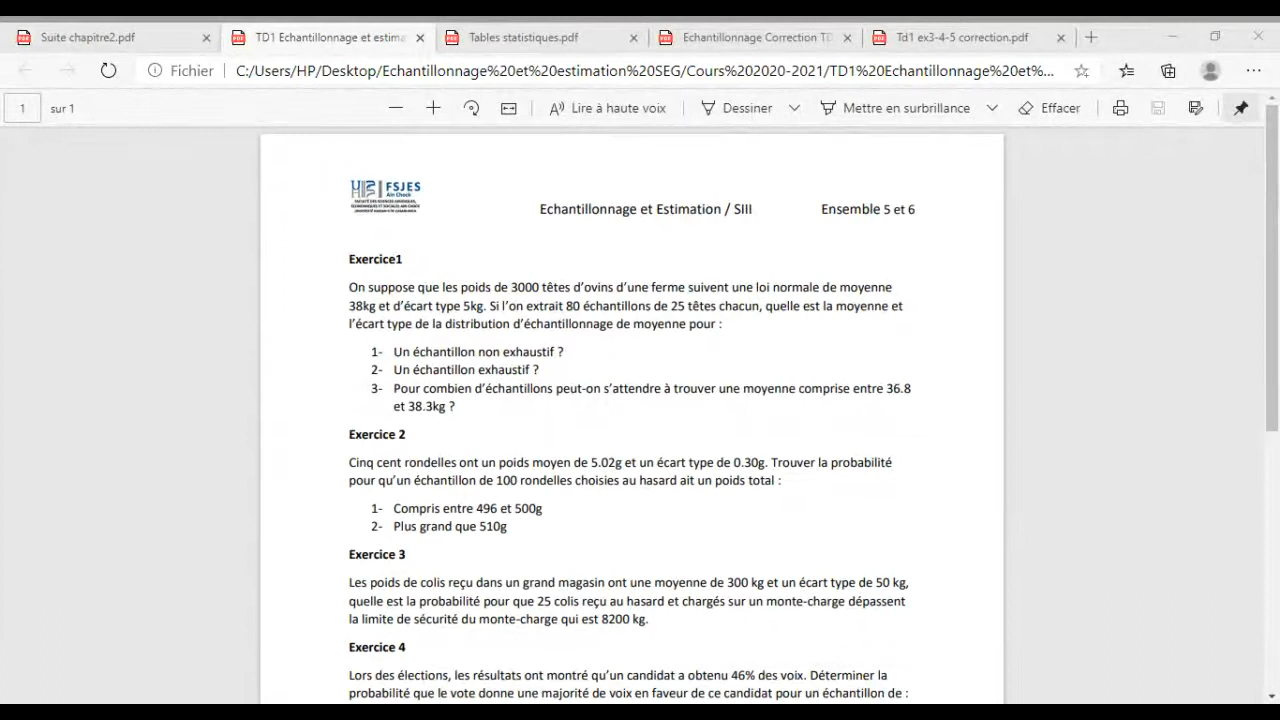 Suite chapitre2.pdf
TD1 Echantillonnage et estima
Tables statistiques.pdf
Echantillonnage Correction TD
Td1 ex3-4-5 correction.pdf
Fichier
C:/Users/HP/Desktop/Echantillonnage%20et%20estimation%20SEG/Cours%202020-2021/TD1%20Echantillonnage%20et%...
1 sur 1
Lire à haute voix
Dessiner
Mettre en surbrillance
Effacer
FSJES
Ain Chock
Echantillonnage et Estimation / SIII
Ensemble 5 et 6
Exercice1
On suppose que les poids de 3000 têtes d’ovins d’une ferme suivent une loi normale de moyenne
38kg et d’écart type 5kg. Si l’on extrait 80 échantillons de 25 têtes chacun, quelle est la moyenne et
l’écart type de la distribution d’échantillonnage de moyenne pour :
1- Un échantillon non exhaustif ?
2- Un échantillon exhaustif ?
3- Pour combien d’échantillons peut-on s’attendre à trouver une moyenne comprise entre 36.8
et 38.3kg ?
Exercice 2
Cinq cent rondelles ont un poids moyen de 5.02g et un écart type de 0.30g. Trouver la probabilité
pour qu’un échantillon de 100 rondelles choisies au hasard ait un poids total :
1- Compris entre 496 et 500g
2- Plus grand que 510g
Exercice 3
Les poids de colis reçu dans un grand magasin ont une moyenne de 300 kg et un écart type de 50 kg,
quelle est la probabilité pour que 25 colis reçu au hasard et chargés sur un monte-charge dépassent
la limite de sécurité du monte-charge qui est 8200 kg.
Exercice 4
Lors des élections, les résultats ont montré qu’un candidat a obtenu 46% des voix. Déterminer la
probabilité que le vote donne une majorité de voix en faveur de ce candidat pour un échantillon de :